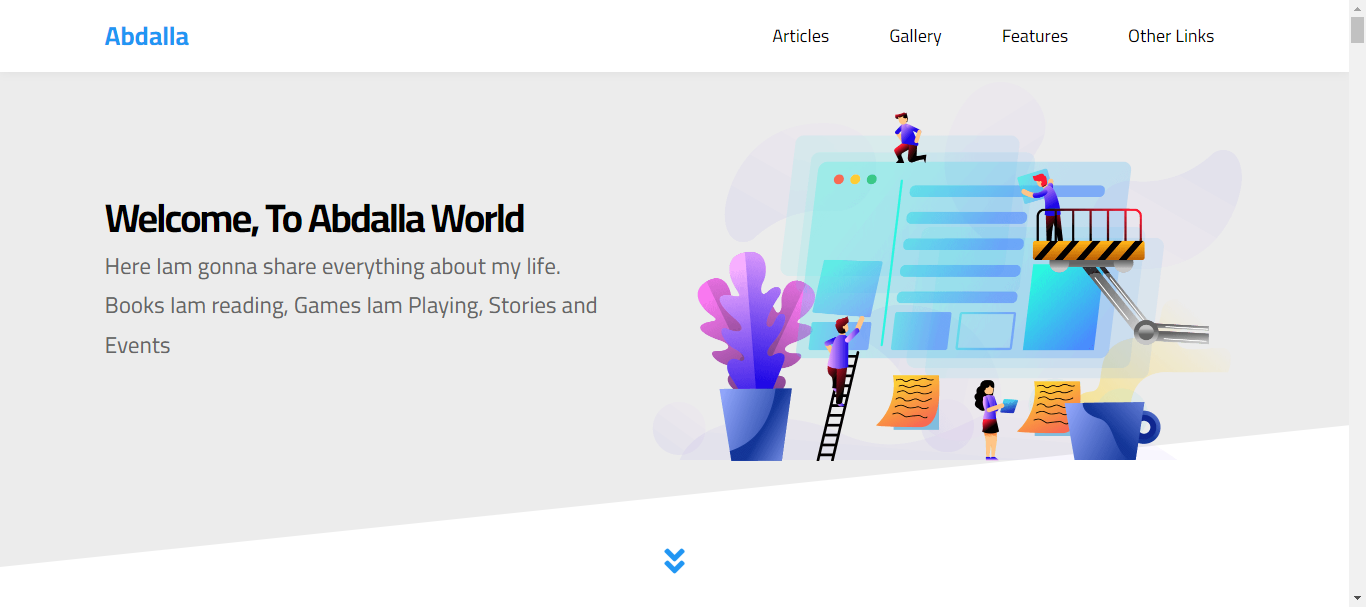 Abdalla
Articles Gallery Features Other Links
Welcome, To Abdalla World
Here Iam gonna share everything about my life.
Books Iam reading, Games Iam Playing, Stories and
Events